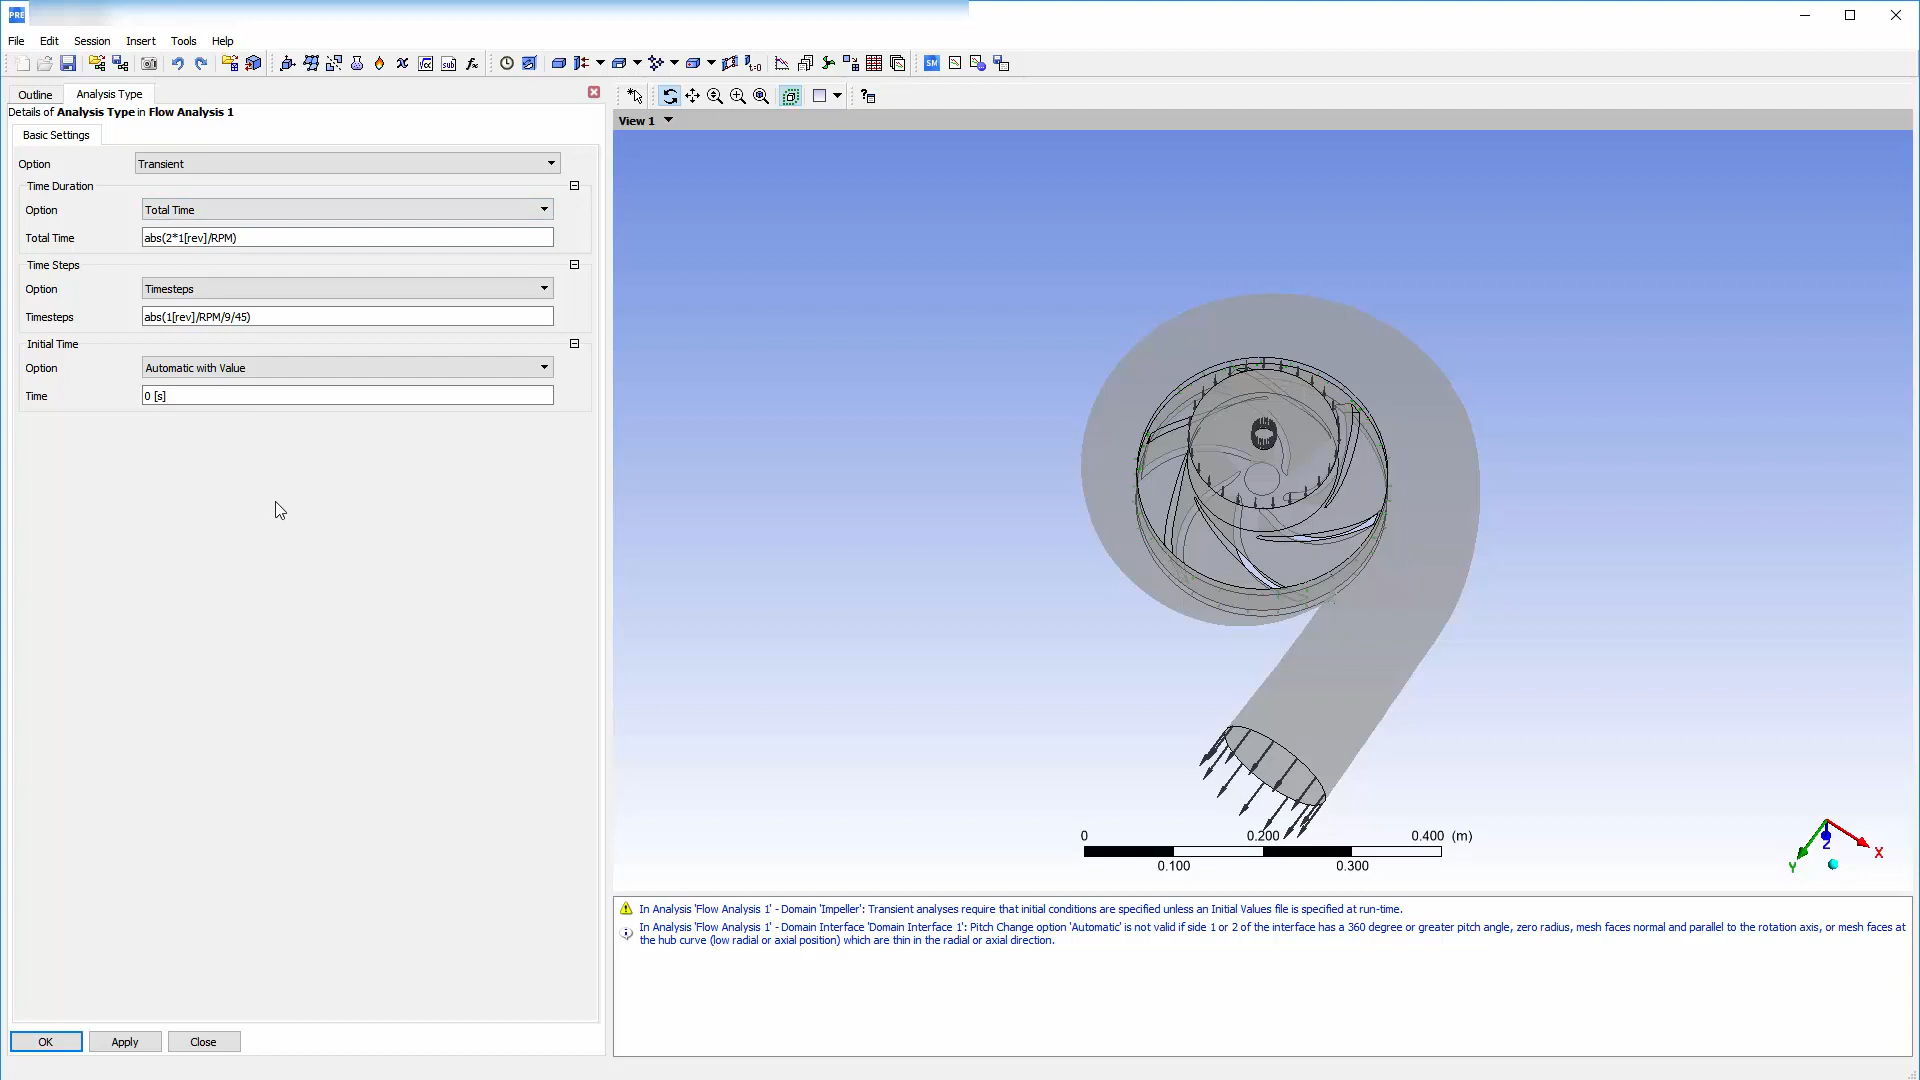 PRE
File Edit Session Insert Tools Help
SM
Outline Analysis Type
Details of Analysis Type in Flow Analysis 1
Basic Settings
Option Transient
Time Duration
Option Total Time
Total Time abs(2*1[rev]/RPM)
Time Steps
Option Timesteps
Timesteps abs(1[rev]/RPM/9/45)
Initial Time
Option Automatic with Value
Time 0 [s]
OK Apply Close
View 1
0 0.200 0.400 (m)
0.100 0.300
X
Y
Z
In Analysis 'Flow Analysis 1' - Domain 'Impeller': Transient analyses require that initial conditions are specified unless an Initial Values file is specified at run-time.
In Analysis 'Flow Analysis 1' - Domain Interface 'Domain Interface 1': Pitch Change option 'Automatic' is not valid if side 1 or 2 of the interface has a 360 degree or greater pitch angle, zero radius, mesh faces normal and parallel to the rotation axis, or mesh faces at
the hub curve (low radial or axial position) which are thin in the radial or axial direction.